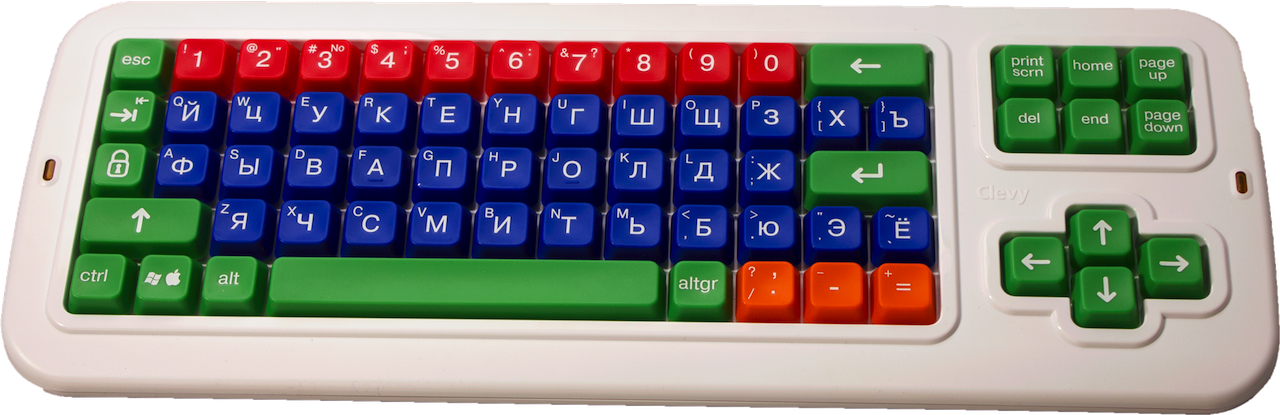 esc ! 1 @ 2 " # 3 № $ 4 ; % 5 ^ 6 : & 7 ? * 8 ( 9 ) 0 ←
Q Й W Ц E У R К T Е Y Н U Г I Ш O Щ P З { [ Х } ] Ъ
A Ф S Ы D В F А G П H Р J О K Л L Д : ; Ж
↑ Z Я X Ч C С V М B И N Т M Ь < , Б > . Ю " ' Э ~ ` Ё
ctrl alt altgr ? / , . _ - + =
print scrn home page up
del end page down
Clevy
↑
← ↓ →